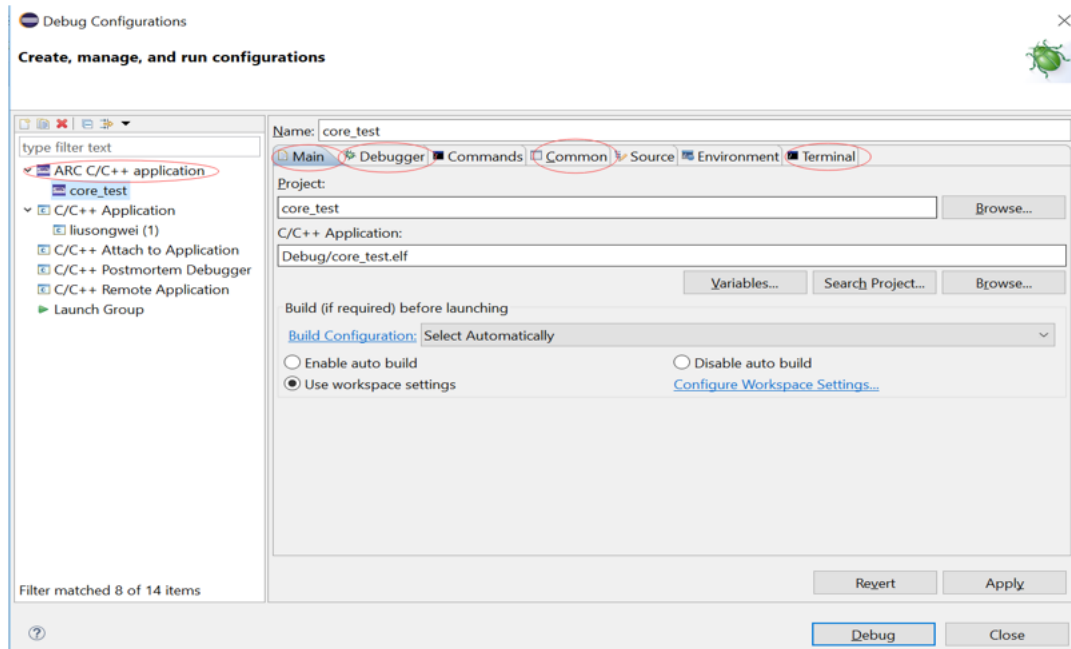 Debug Configurations
Create, manage, and run configurations
type filter text
ARC C/C++ application
core_test
C/C++ Application
liusongwei (1)
C/C++ Attach to Application
C/C++ Postmortem Debugger
C/C++ Remote Application
Launch Group
Filter matched 8 of 14 items
Name: core_test
Main Debugger Commands Common Source Environment Terminal
Project:
core_test Browse...
C/C++ Application:
Debug/core_test.elf
Variables... Search Project... Browse...
Build (if required) before launching
Build Configuration: Select Automatically
Enable auto build Disable auto build
Use workspace settings Configure Workspace Settings...
Revert Apply
Debug Close